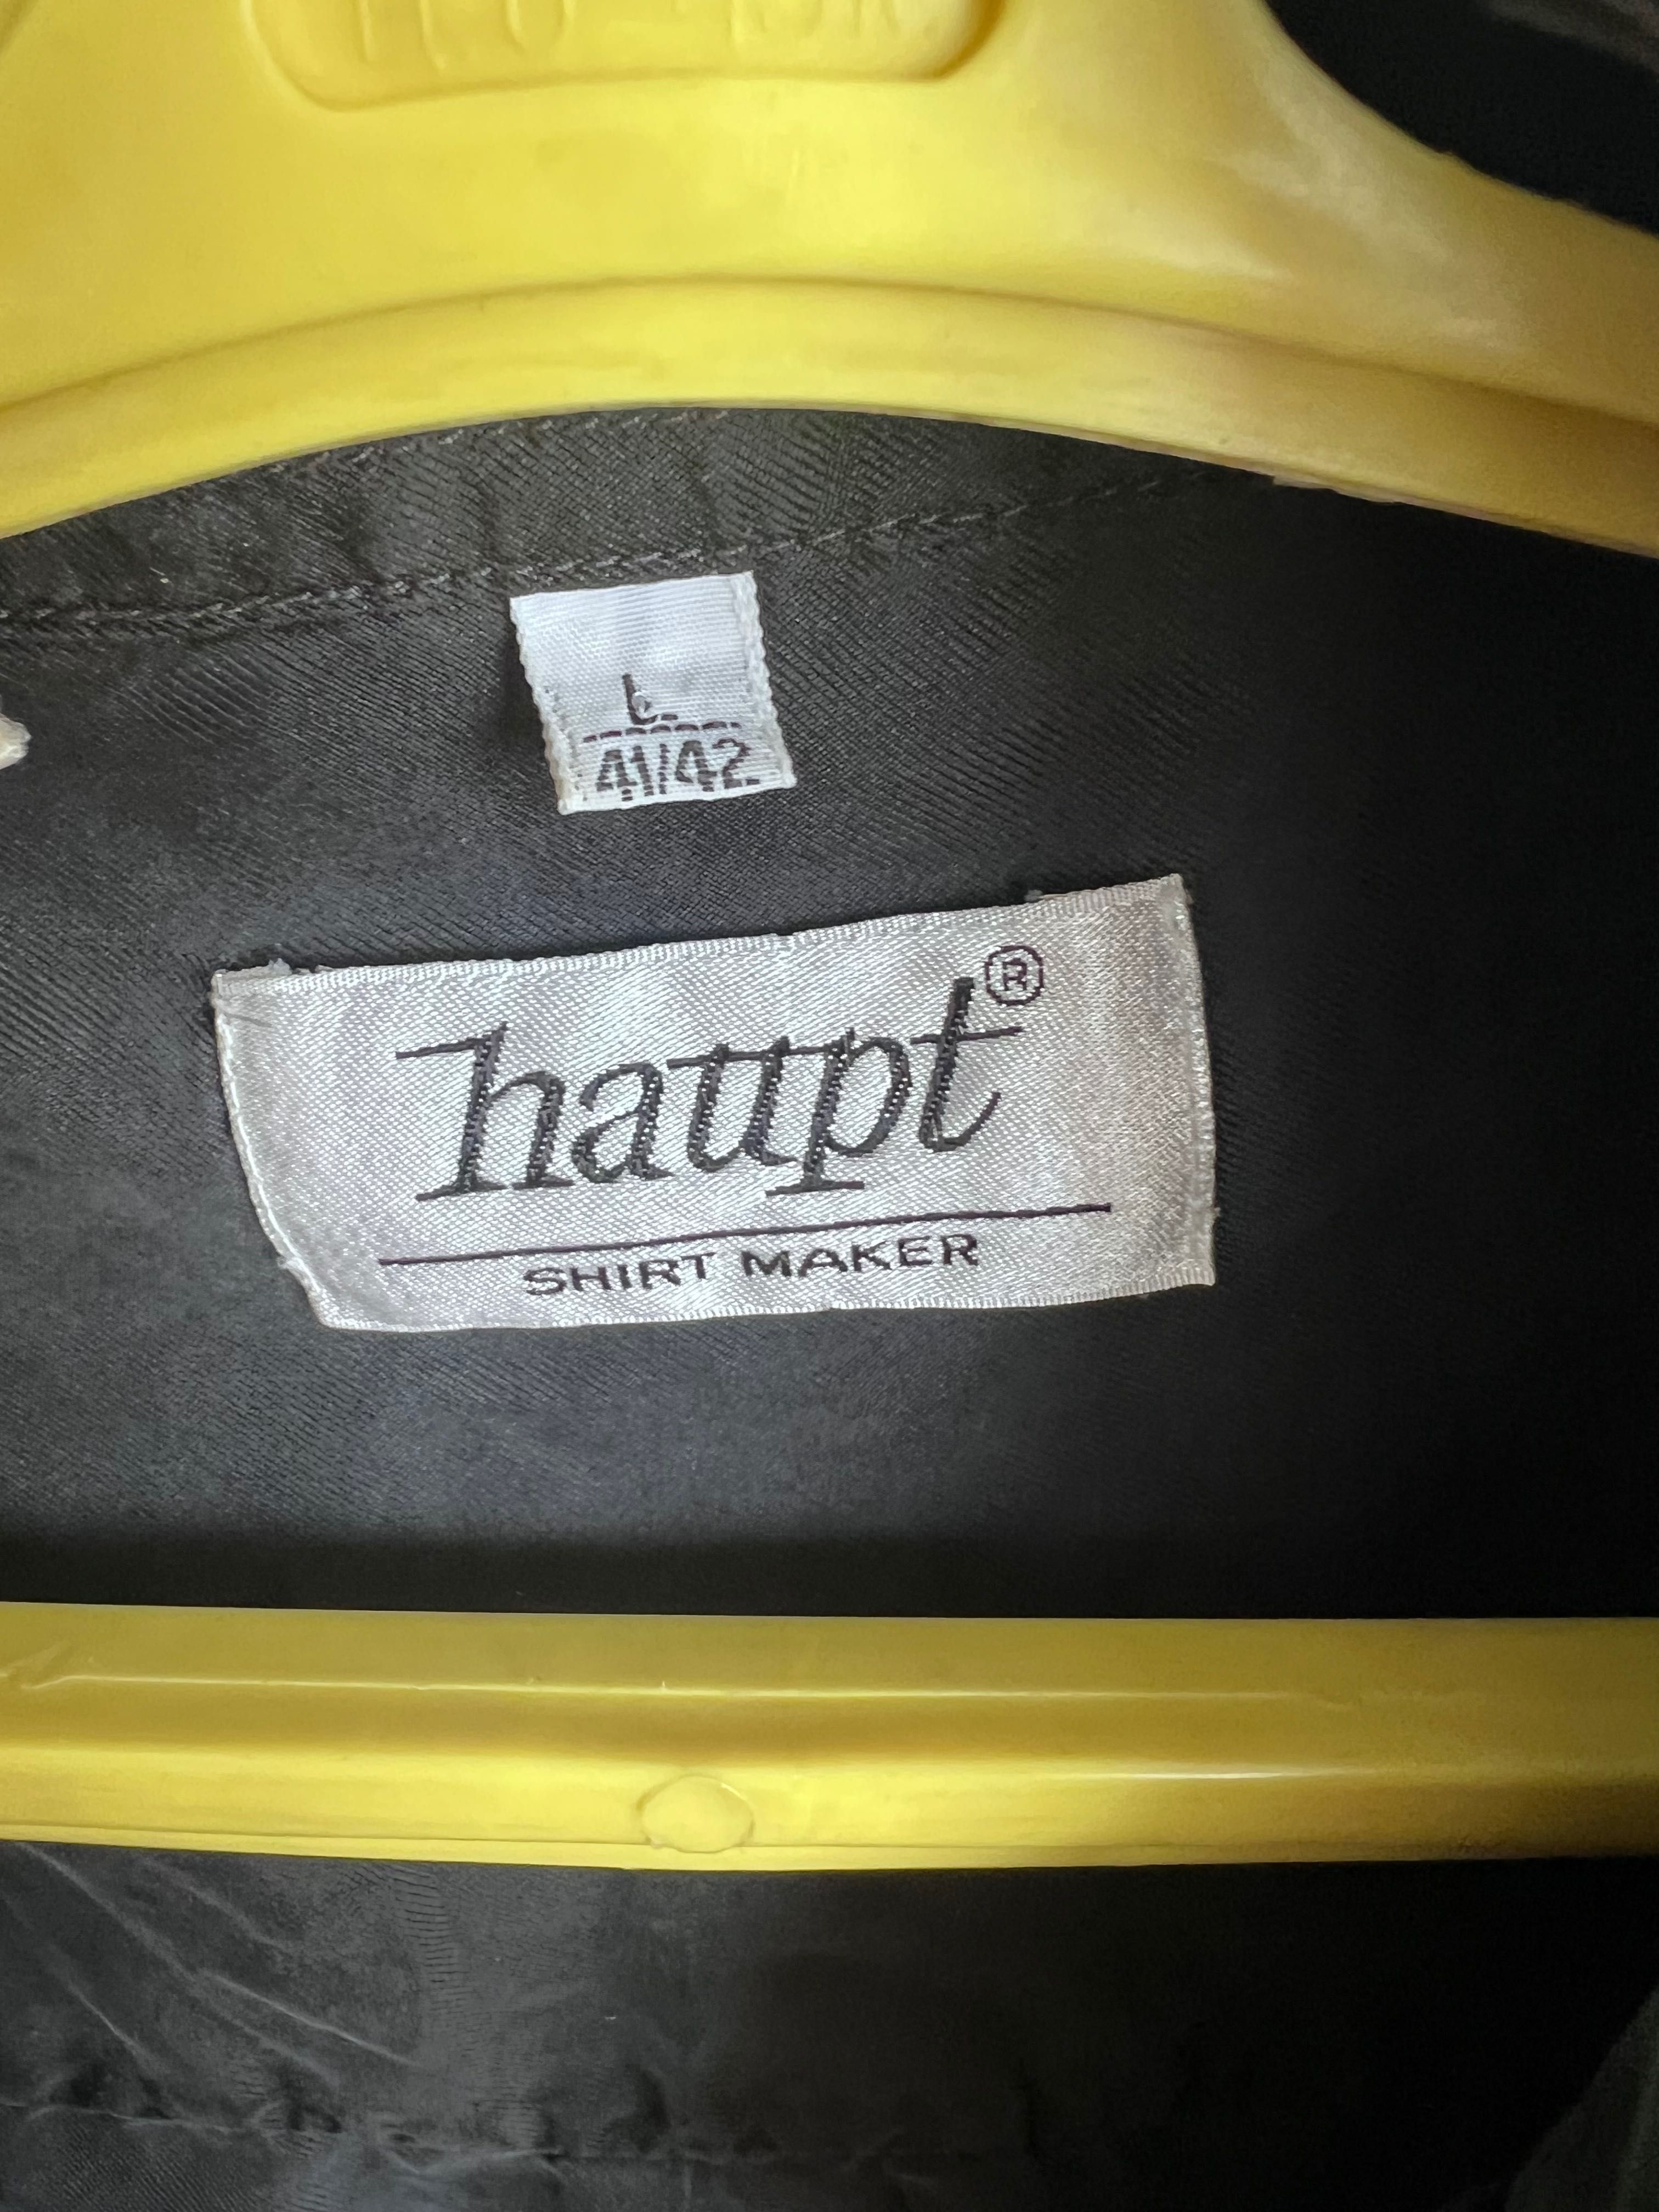 L
41/42
haupt®
SHIRT MAKER